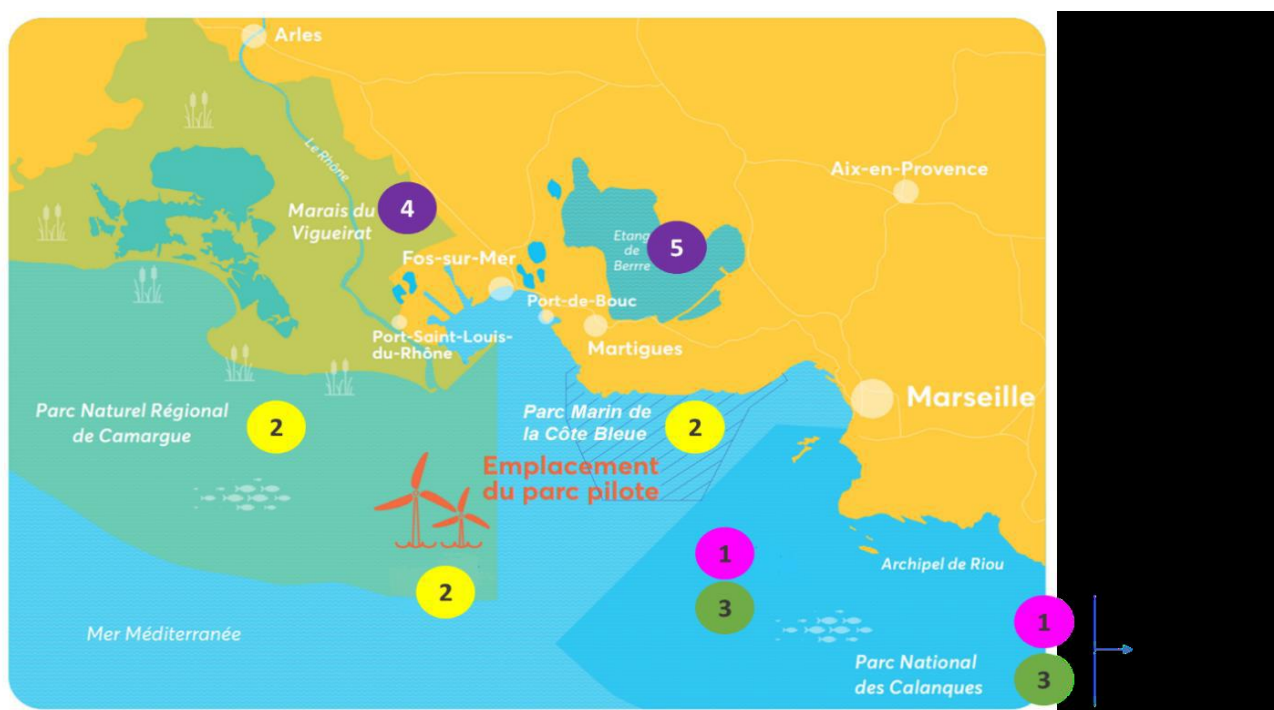 Arles
Le Rhône
Aix-en-Provence
Marais du
Vigueirat
4
Etang
de
Berrre
5
Fos-sur-Mer
Port-de-Bouc
Port-Saint-Louis-
du-Rhône
Martigues
Marseille
Parc Naturel Régional
de Camargue
2
Parc Marin de
la Côte Bleue
2
Emplacement
du parc pilote
1
Archipel de Riou
2
3
Mer Méditerranée
1
Parc National
des Calanques
3